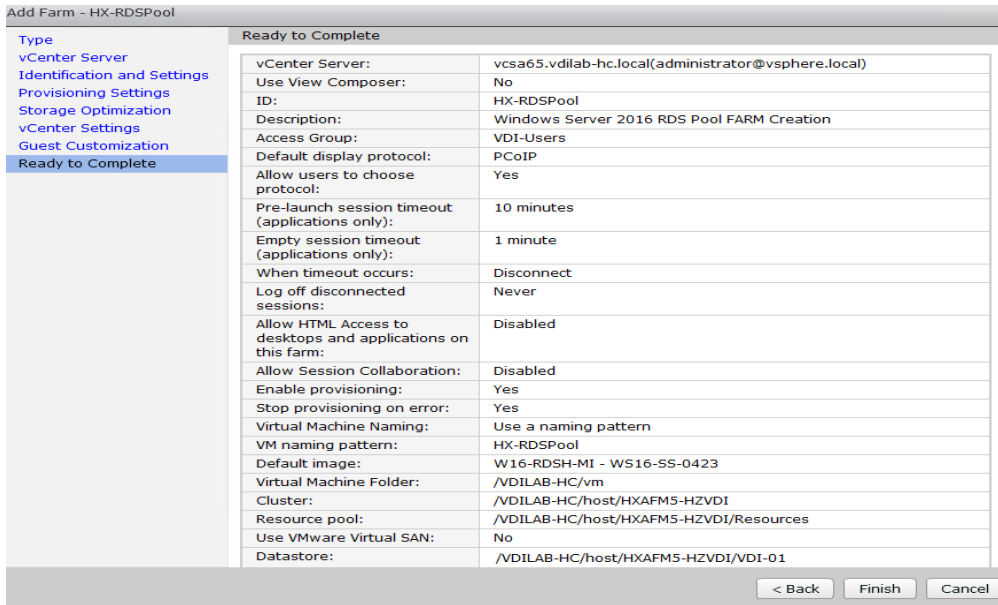 Add Farm - HX-RDSPool
Type
vCenter Server
Identification and Settings
Provisioning Settings
Storage Optimization
vCenter Settings
Guest Customization
Ready to Complete
Ready to Complete
vCenter Server: vcsa65.vdilab-hc.local(administrator@vsphere.local)
Use View Composer: No
ID: HX-RDSPool
Description: Windows Server 2016 RDS Pool FARM Creation
Access Group: VDI-Users
Default display protocol: PCoIP
Allow users to choose Yes
protocol:
Pre-launch session timeout 10 minutes
(applications only):
Empty session timeout 1 minute
(applications only):
When timeout occurs: Disconnect
Log off disconnected Never
sessions:
Allow HTML Access to Disabled
desktops and applications on
this farm:
Allow Session Collaboration: Disabled
Enable provisioning: Yes
Stop provisioning on error: Yes
Virtual Machine Naming: Use a naming pattern
VM naming pattern: HX-RDSPool
Default image: W16-RDSH-MI - WS16-SS-0423
Virtual Machine Folder: /VDILAB-HC/vm
Cluster: /VDILAB-HC/host/HXAFM5-HZVDI
Resource pool: /VDILAB-HC/host/HXAFM5-HZVDI/Resources
Use VMware Virtual SAN: No
Datastore: /VDILAB-HC/host/HXAFM5-HZVDI/VDI-01
< Back Finish Cancel